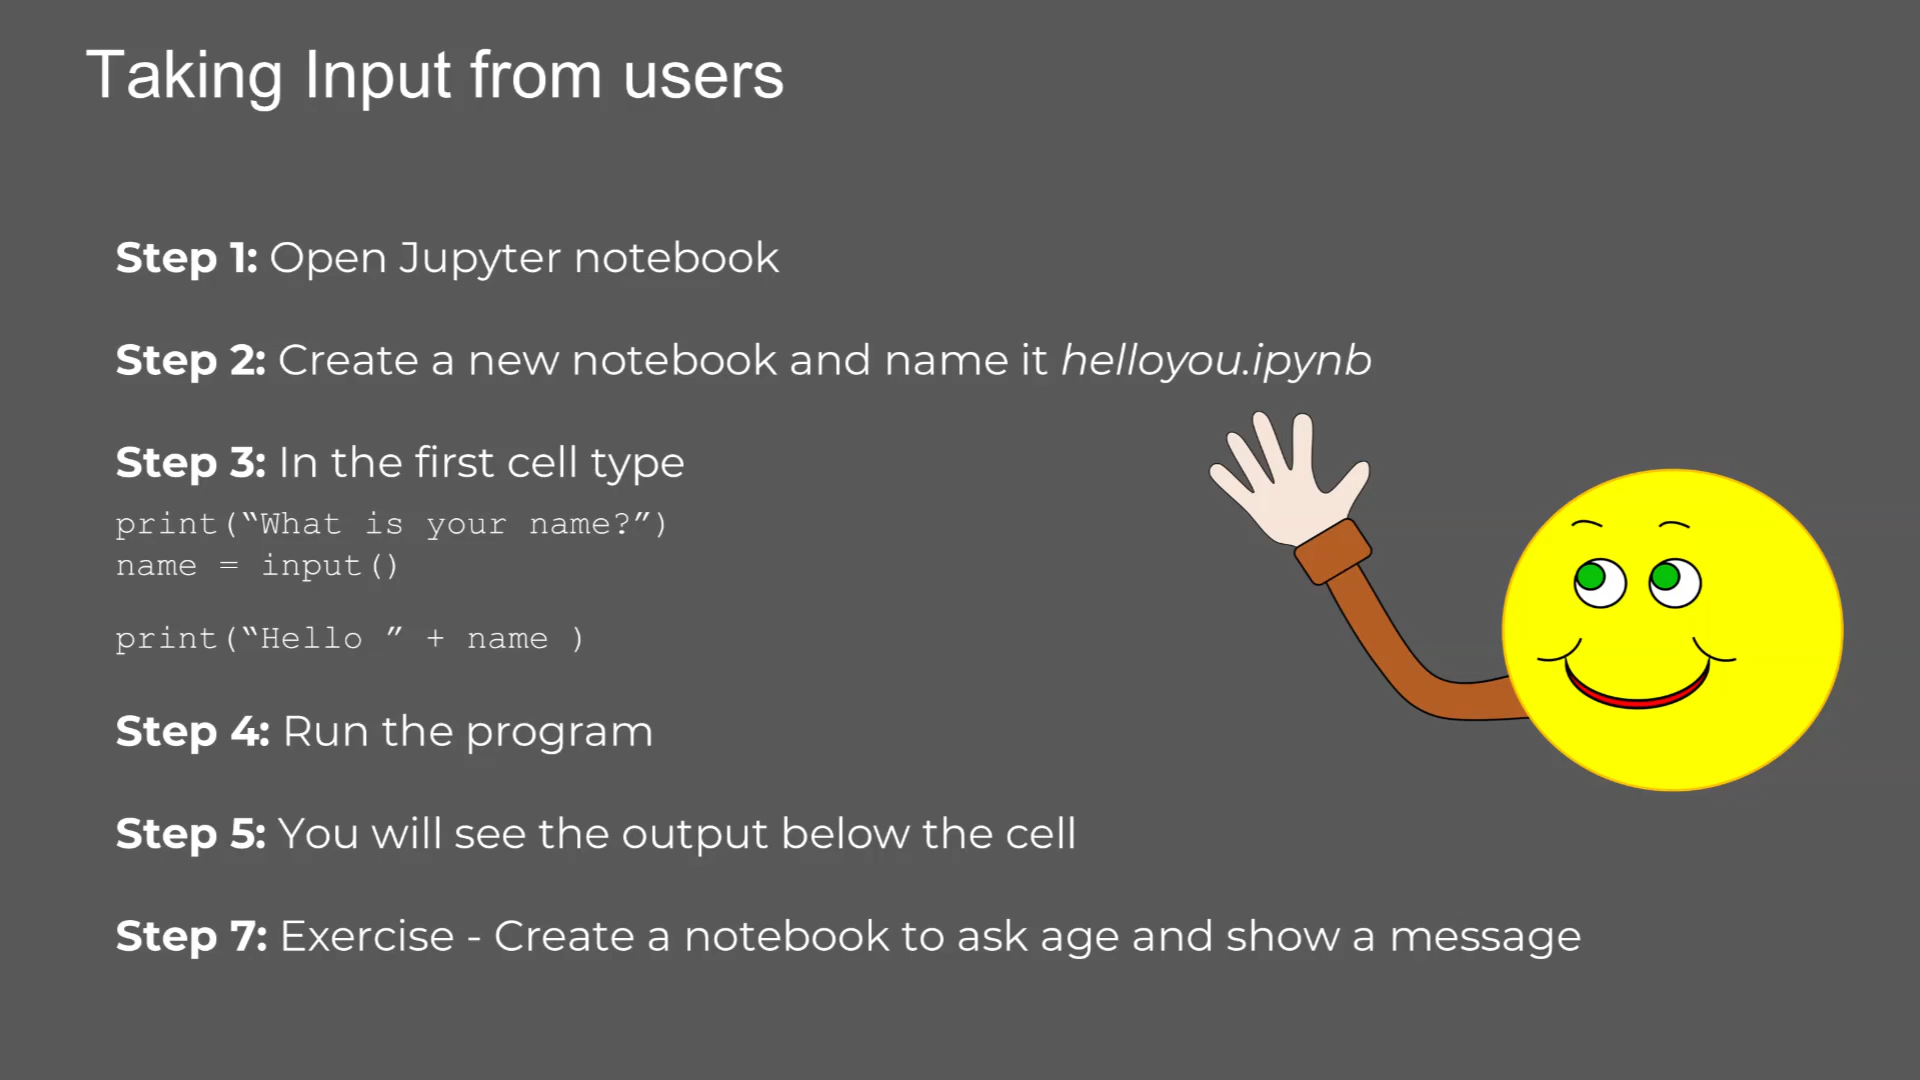 Taking Input from users
Step 1: Open Jupyter notebook
Step 2: Create a new notebook and name it helloyou.ipynb
Step 3: In the first cell type
print(“What is your name?”)
name = input()
print(“Hello ” + name )
Step 4: Run the program
Step 5: You will see the output below the cell
Step 7: Exercise - Create a notebook to ask age and show a message